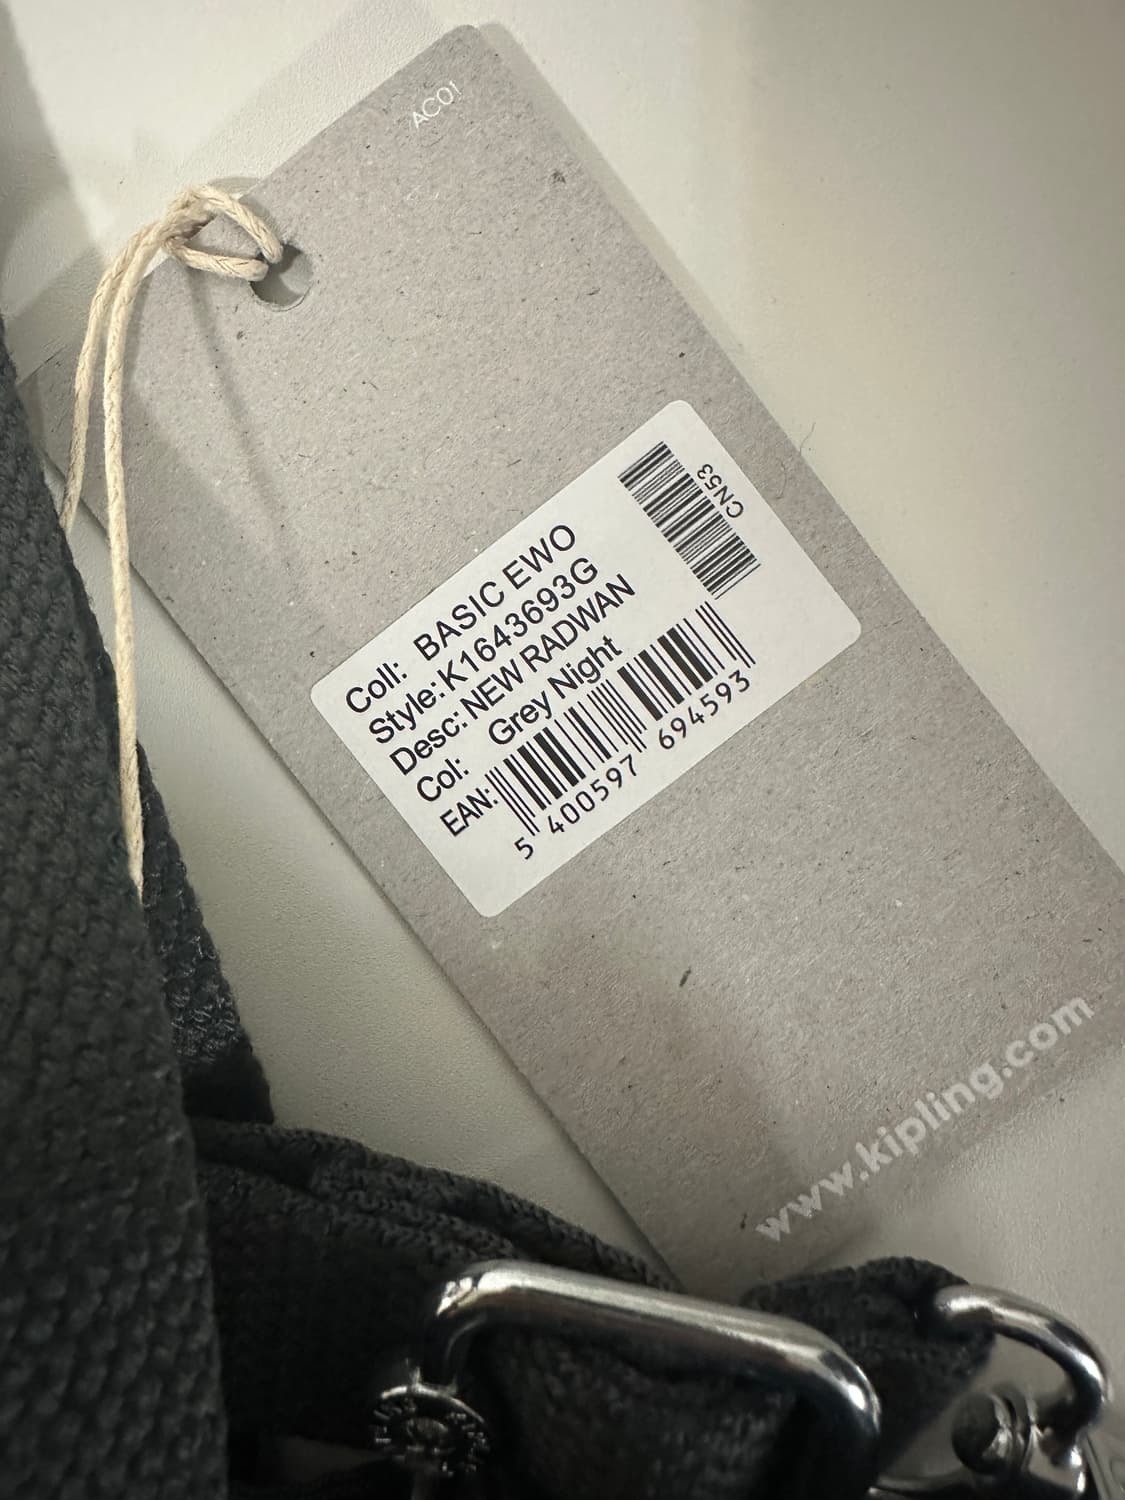 AC01
CN53
Coll: BASIC EWO
Style: K1643693G
Desc: NEW RADWAN
Col: Grey Night
EAN:
5 400597 694593
www.kipling.com